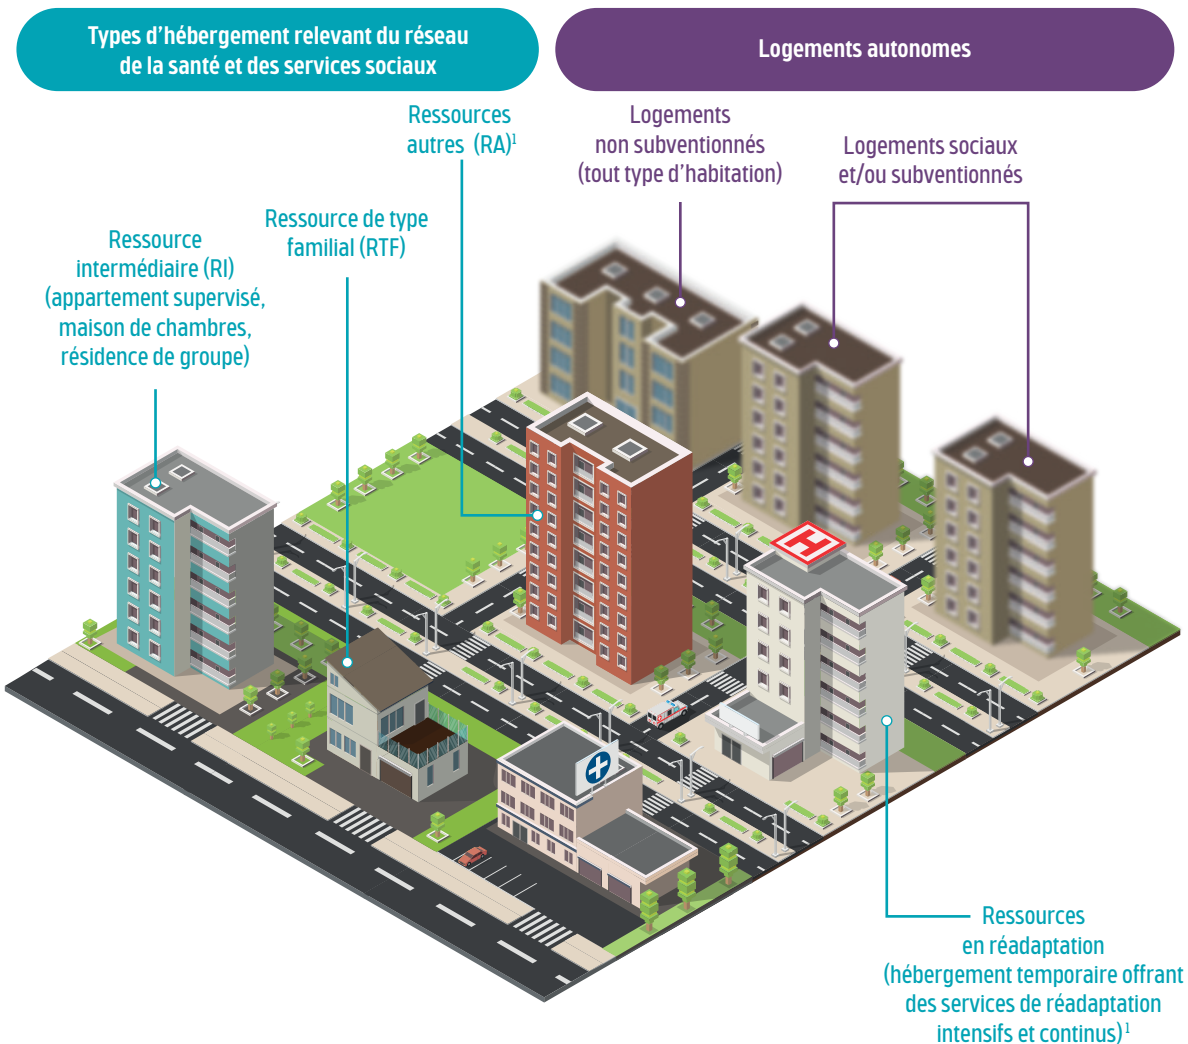 Types d’hébergement relevant du réseau
de la santé et des services sociaux
Logements autonomes
Ressources
autres (RA)¹
Logements
non subventionnés
(tout type d’habitation)
Logements sociaux
et/ou subventionnés
Ressource de type
familial (RTF)
Ressource
intermédiaire (RI)
(appartement supervisé,
maison de chambres,
résidence de groupe)
H
Ressources
en réadaptation
(hébergement temporaire offrant
des services de réadaptation
intensifs et continus)¹